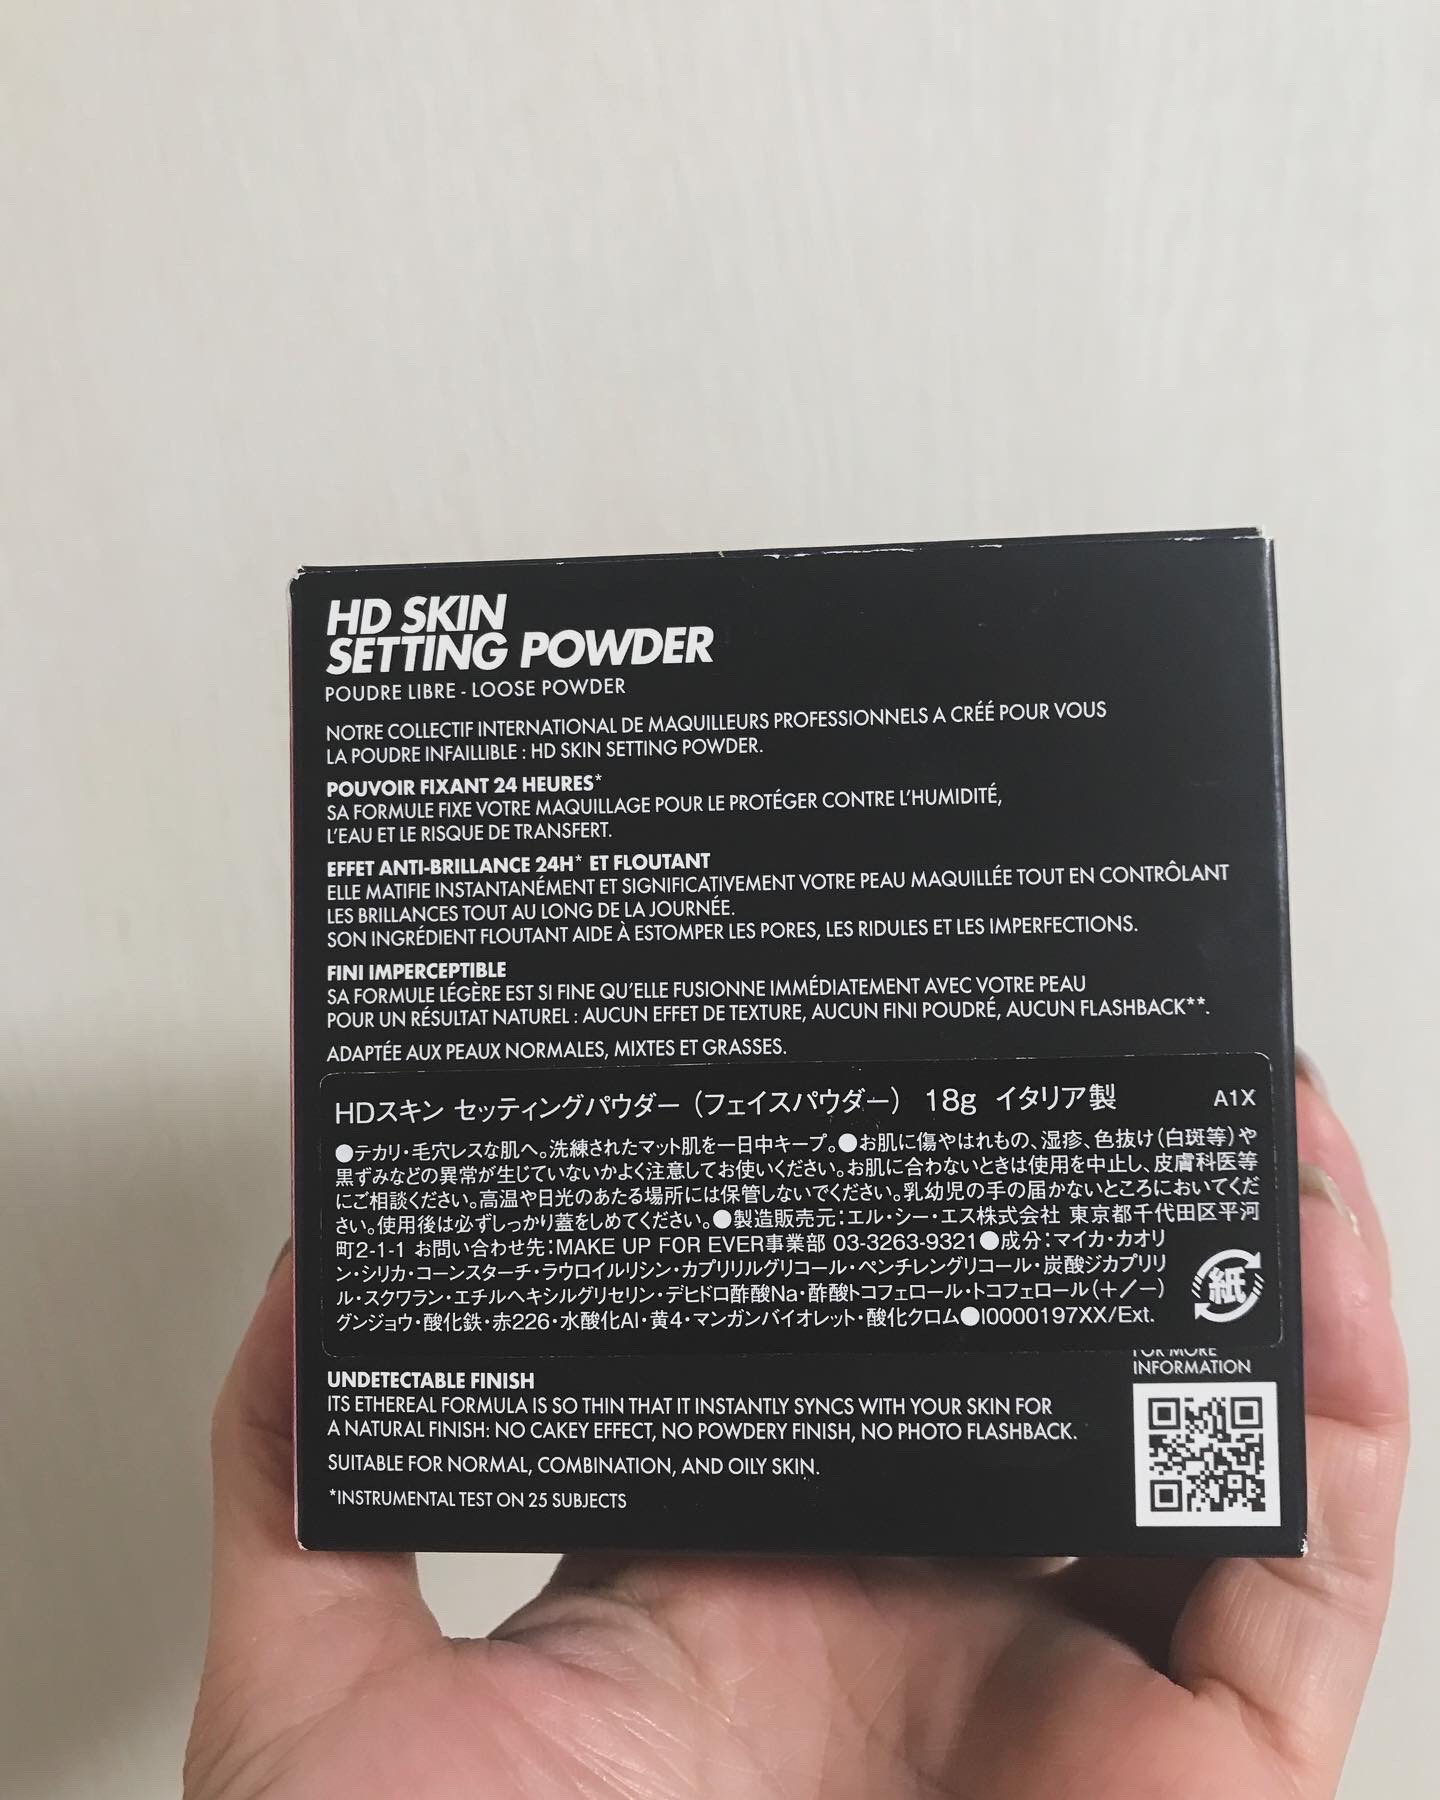 HD SKIN
SETTING POWDER
POUDRE LIBRE - LOOSE POWDER
NOTRE COLLECTIF INTERNATIONAL DE MAQUILLEURS PROFESSIONNELS A CRÉÉ POUR VOUS
LA POUDRE INFAILLIBLE : HD SKIN SETTING POWDER.
POUVOIR FIXANT 24 HEURES*
SA FORMULE FIXE VOTRE MAQUILLAGE POUR LE PROTÉGER CONTRE L'HUMIDITÉ,
L'EAU ET LE RISQUE DE TRANSFERT.
EFFET ANTI-BRILLANCE 24H* ET FLOUTANT
ELLE MATIFIE INSTANTANÉMENT ET SIGNIFICATIVEMENT VOTRE PEAU MAQUILLÉE TOUT EN CONTRÔLANT
LES BRILLANCES TOUT AU LONG DE LA JOURNÉE.
SON INGRÉDIENT FLOUTANT AIDE À ESTOMPER LES PORES, LES RIDULES ET LES IMPERFECTIONS.
FINI IMPERCEPTIBLE
SA FORMULE LÉGÈRE EST SI FINE QU'ELLE FUSIONNE IMMÉDIATEMENT AVEC VOTRE PEAU
POUR UN RÉSULTAT NATUREL : AUCUN EFFET DE TEXTURE, AUCUN FINI POUDRÉ, AUCUN FLASHBACK**.
ADAPTÉE AUX PEAUX NORMALES, MIXTES ET GRASSES.
HDスキン セッティングパウダー（フェイスパウダー） 18g イタリア製 A1X
●テカリ・毛穴レスな肌へ。洗練されたマット肌を一日中キープ。●お肌に傷やはれもの、湿疹、色抜け（白斑等）や
黒ずみなどの異常が生じていないかよく注意してお使いください。お肌に合わないときは使用を中止し、皮膚科医等
にご相談ください。高温や日光のあたる場所には保管しないでください。乳幼児の手の届かないところにおいてくだ
さい。使用後は必ずしっかり蓋をしめてください。●製造販売元：エル・シー・エス株式会社 東京都千代田区平河
町2-1-1 お問い合わせ先：MAKE UP FOR EVER事業部 03-3263-9321●成分：マイカ・カオリ
ン・シリカ・コーンスターチ・ラウロイルリシン・カプリリルグリコール・ペンチレングリコール・炭酸ジカプリリ
ル・スクワラン・エチルヘキシルグリセリン・デヒドロ酢酸Na・酢酸トコフェロール・トコフェロール（＋／－）
グンジョウ・酸化鉄・赤226・水酸化Al・黄4・マンガンバイオレット・酸化クロム●I0000197XX/Ext.
紙
FOR MORE
INFORMATION
UNDETECTABLE FINISH
ITS ETHEREAL FORMULA IS SO THIN THAT IT INSTANTLY SYNCS WITH YOUR SKIN FOR
A NATURAL FINISH: NO CAKEY EFFECT, NO POWDERY FINISH, NO PHOTO FLASHBACK.
SUITABLE FOR NORMAL, COMBINATION, AND OILY SKIN.
*INSTRUMENTAL TEST ON 25 SUBJECTS